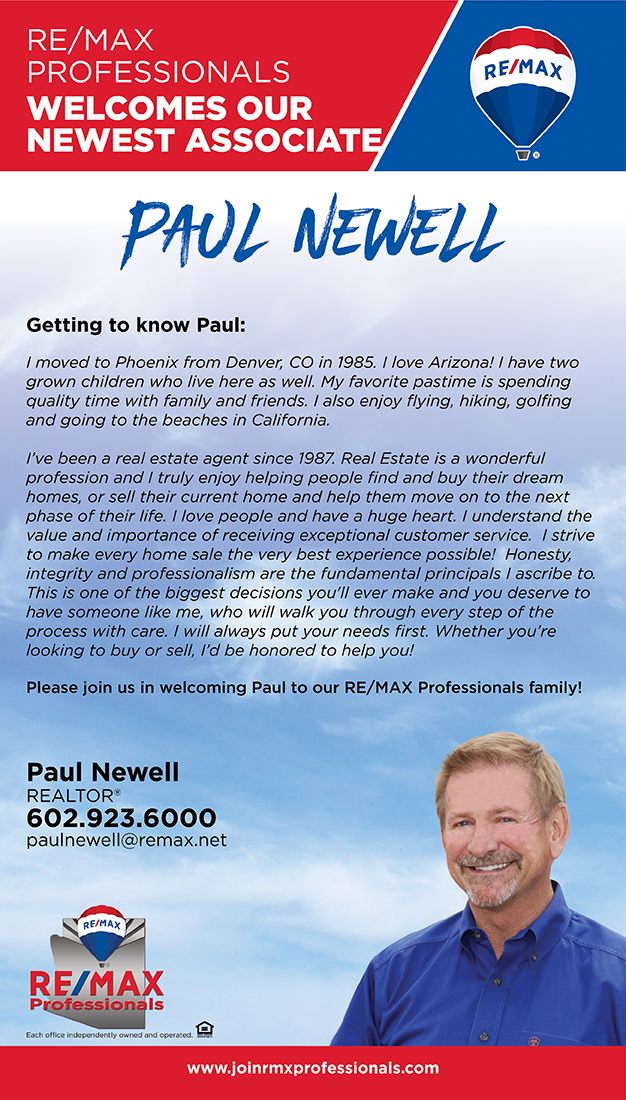 RE/MAX
PROFESSIONALS
WELCOMES OUR
NEWEST ASSOCIATE
RE/MAX
®
PAUL NEWELL
Getting to know Paul:
I moved to Phoenix from Denver, CO in 1985. I love Arizona! I have two
grown children who live here as well. My favorite pastime is spending
quality time with family and friends. I also enjoy flying, hiking, golfing
and going to the beaches in California.
I've been a real estate agent since 1987. Real Estate is a wonderful
profession and I truly enjoy helping people find and buy their dream
homes, or sell their current home and help them move on to the next
phase of their life. I love people and have a huge heart. I understand the
value and importance of receiving exceptional customer service.  I strive
to make every home sale the very best experience possible!  Honesty,
integrity and professionalism are the fundamental principals I ascribe to.
This is one of the biggest decisions you'll ever make and you deserve to
have someone like me, who will walk you through every step of the
process with care. I will always put your needs first. Whether you're
looking to buy or sell, I'd be honored to help you!
Please join us in welcoming Paul to our RE/MAX Professionals family!
Paul Newell
REALTOR®
602.923.6000
paulnewell@remax.net
RE/MAX
RE/MAX
Professionals
Each office independently owned and operated.
www.joinrmxprofessionals.com